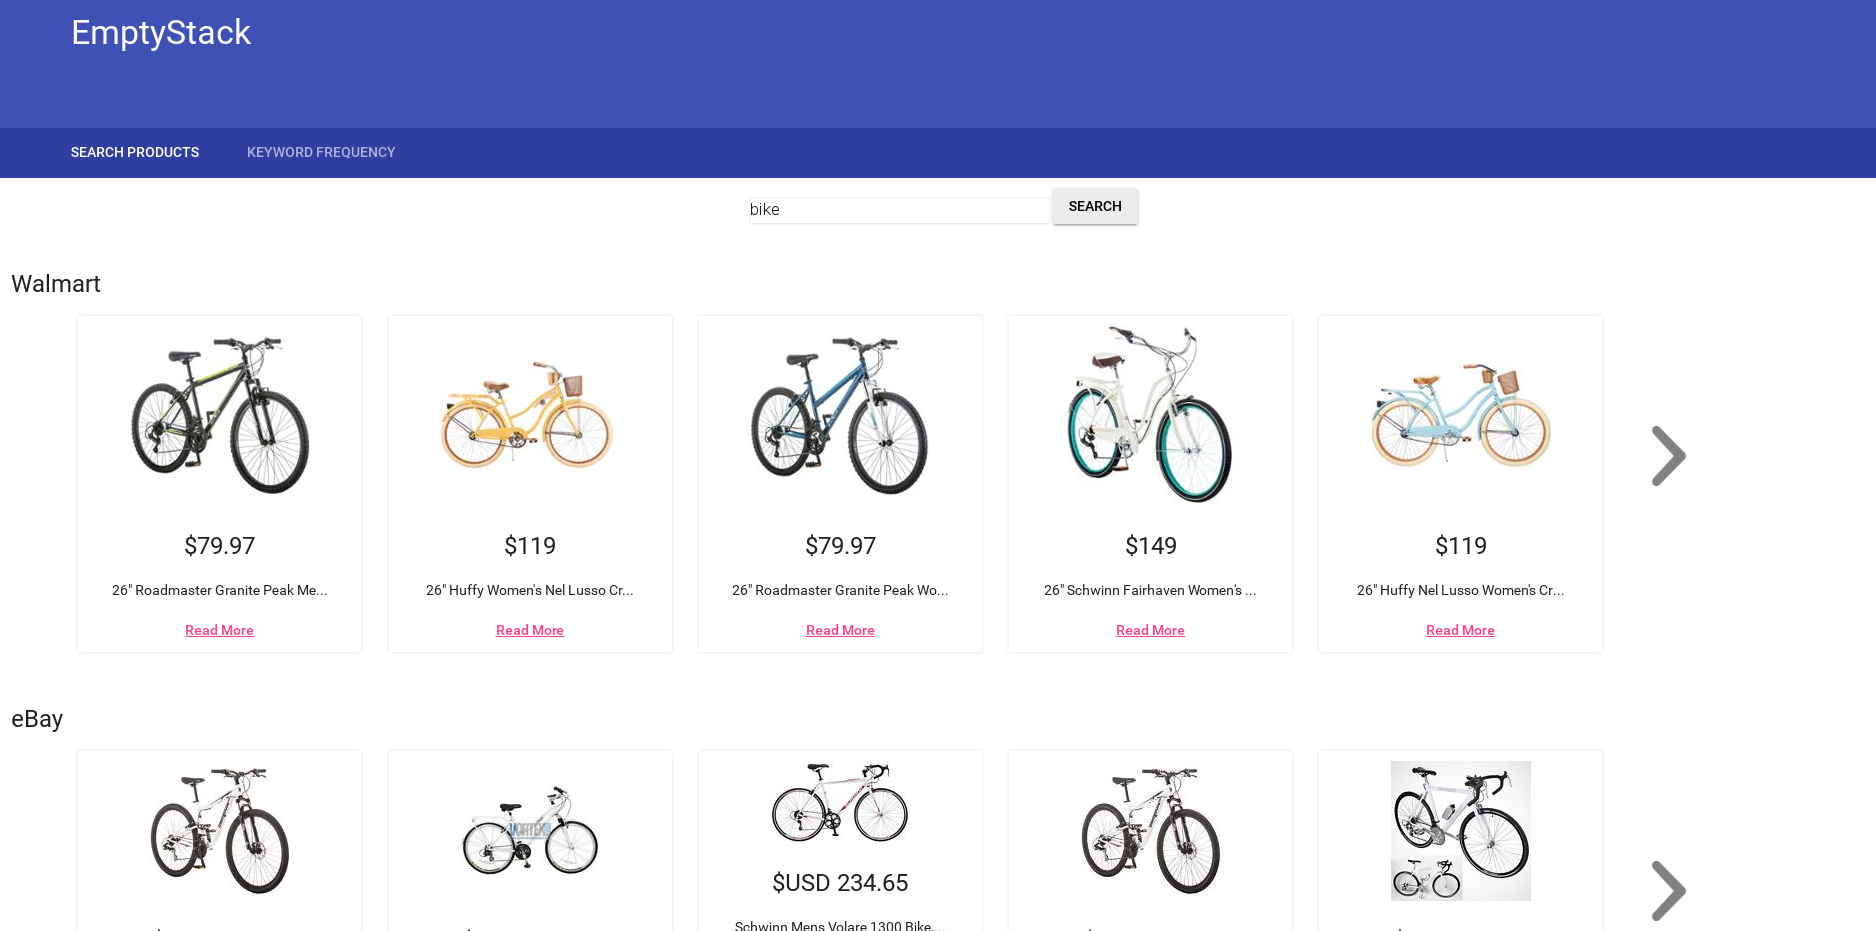 EmptyStack
SEARCH PRODUCTS KEYWORD FREQUENCY
bike SEARCH
Walmart
$79.97 $119 $79.97 $149 $119
26" Roadmaster Granite Peak Me... 26" Huffy Women's Nel Lusso Cr... 26" Roadmaster Granite Peak Wo... 26" Schwinn Fairhaven Women's ... 26" Huffy Nel Lusso Women's Cr...
Read More Read More Read More Read More Read More
eBay
$USD 234.65
Schwinn Mens Volare 1300 Bike,...